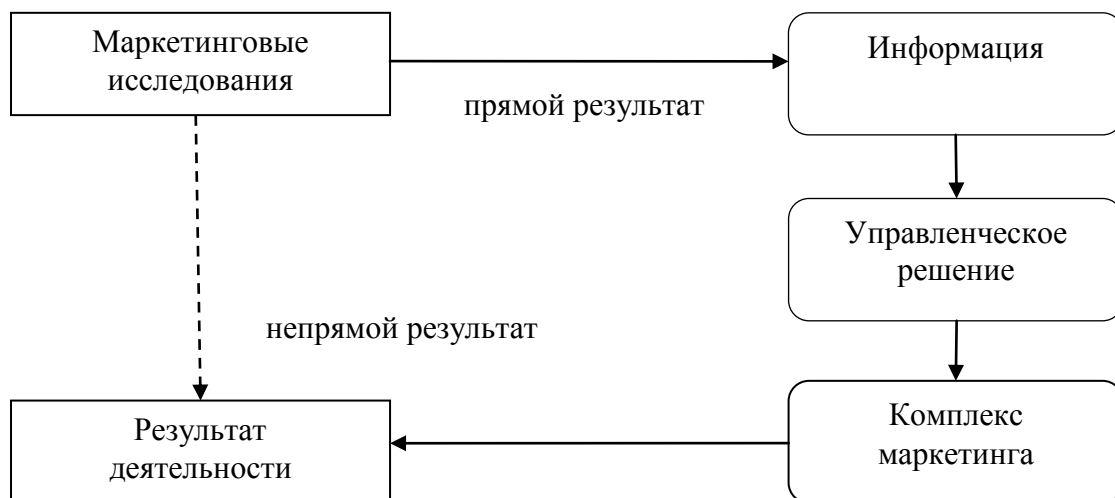 Маркетинговые
исследования
Информация
прямой результат
Управленческое
решение
непрямой результат
Результат
деятельности
Комплекс
маркетинга